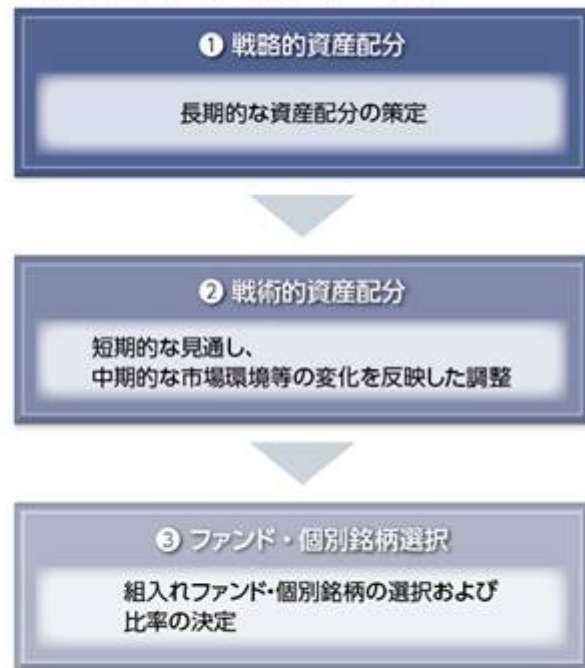 ❶ 戦略的資産配分
長期的な資産配分の策定
❷ 戦術的資産配分
短期的な見通し、
中期的な市場環境等の変化を反映した調整
❸ ファンド・個別銘柄選択
組入れファンド・個別銘柄の選択および
比率の決定